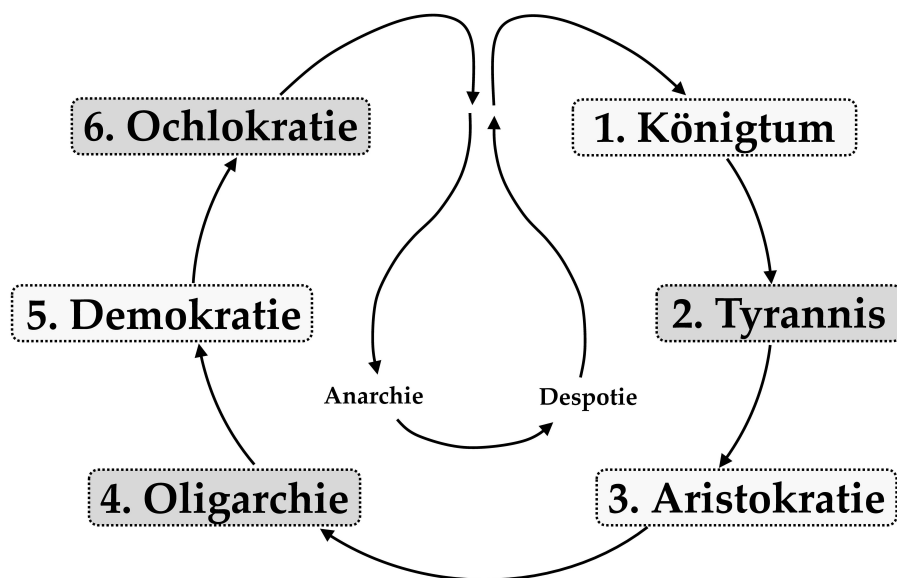 1. Königtum
2. Tyrannis
3. Aristokratie
4. Oligarchie
5. Demokratie
6. Ochlokratie
Anarchie
Despotie